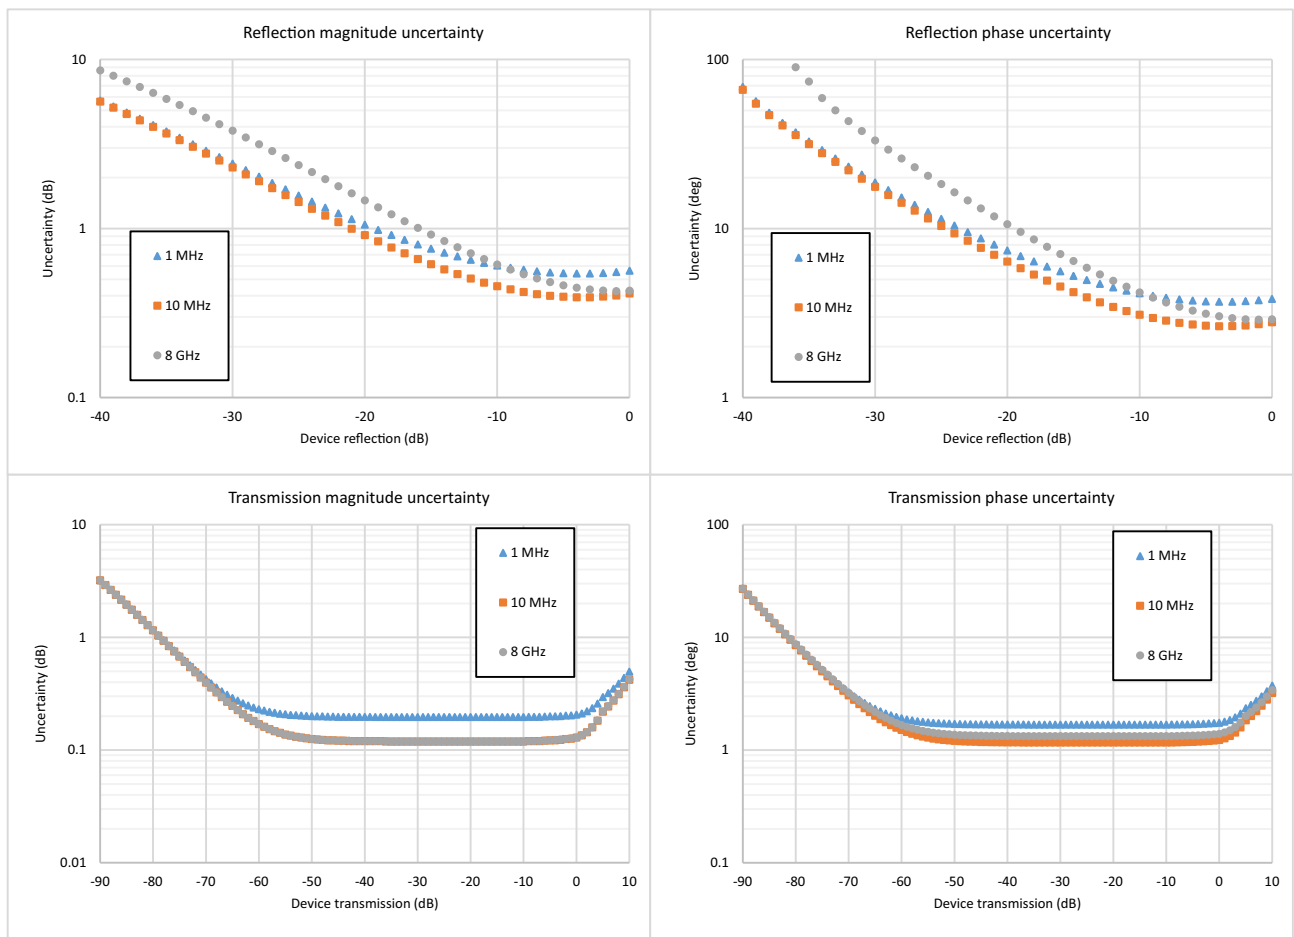 Reflection magnitude uncertainty
10
1
0.1
Uncertainty (dB)
1 MHz
10 MHz
8 GHz
-40 -30 -20 -10 0
Device reflection (dB)
Reflection phase uncertainty
100
10
1
Uncertainty (deg)
1 MHz
10 MHz
8 GHz
-40 -30 -20 -10 0
Device reflection (dB)
Transmission magnitude uncertainty
10
1
0.1
0.01
Uncertainty (dB)
1 MHz
10 MHz
8 GHz
-90 -80 -70 -60 -50 -40 -30 -20 -10 0 10
Device transmission (dB)
Transmission phase uncertainty
100
10
1
0.1
Uncertainty (deg)
1 MHz
10 MHz
8 GHz
-90 -80 -70 -60 -50 -40 -30 -20 -10 0 10
Device transmission (dB)